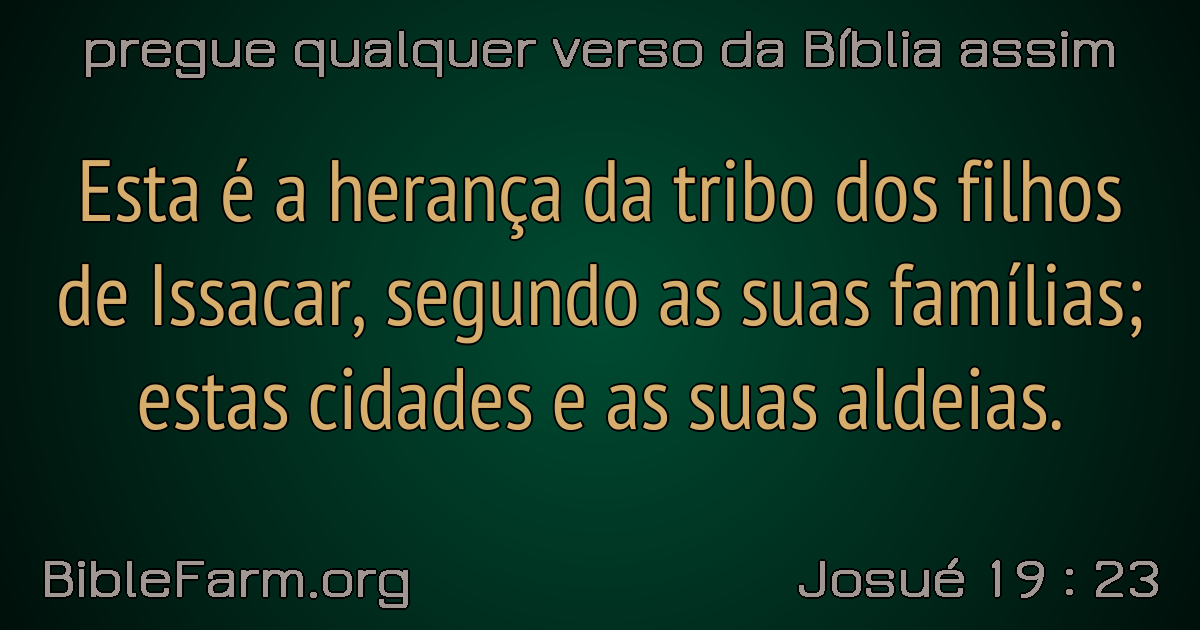 pregue qualquer verso da Bíblia assim
Esta é a herança da tribo dos filhos
de Issacar, segundo as suas famílias;
estas cidades e as suas aldeias.
BibleFarm.org
Josué 19 : 23